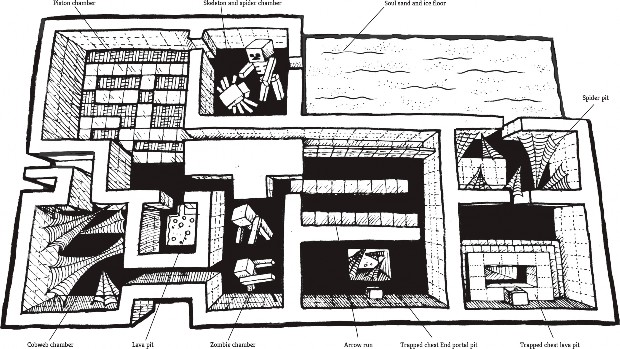 Piston chamber
Skeleton and spider chamber
Soul sand and ice floor
Spider pit
Cobweb chamber
Lava pit
Zombie chamber
Arrow run
Trapped chest End portal pit
Trapped chest lava pit